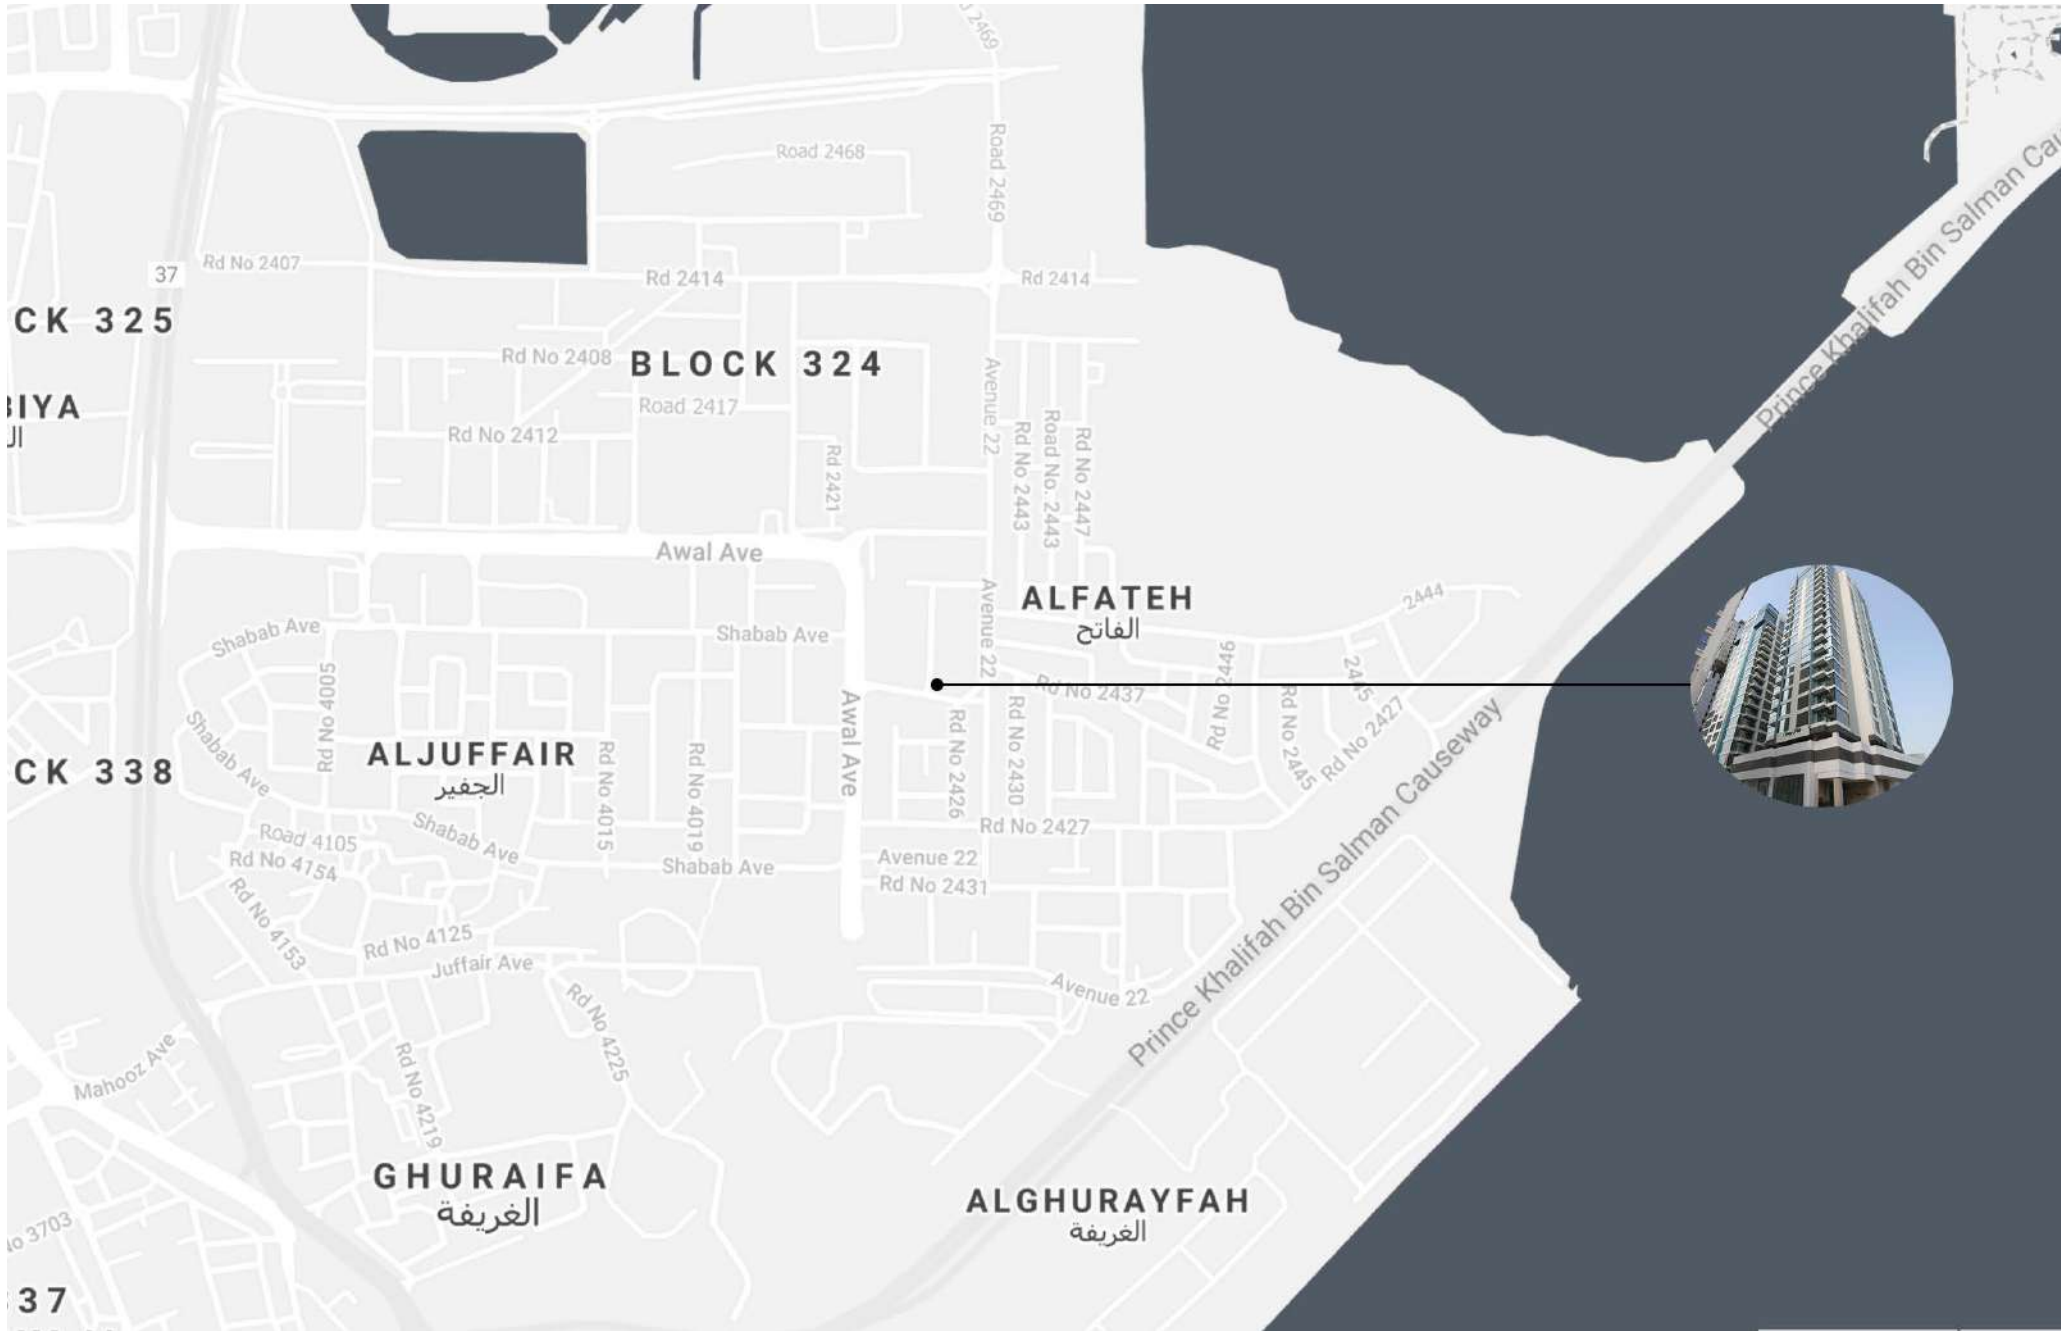 2469
Road 2468
Road 2469
Rd No 2407
37
Rd 2414
Rd 2414
Prince Khalifah Bin Salman
CK 325
Rd No 2408
BLOCK 324
Avenue 22
IYA
Road 2417
Rd No 2412
Rd 2421
Rd No 2443
Road No. 2443
Rd No 2447
Awal Ave
Avenue 22
ALFATEH
الفاتح
2444
Shabab Ave
Shabab Ave
Rd No 4005
Rd No 2446
2445
Rd No 2437
Rd No 2445
Rd No 2427
Awal Ave
Rd No 2426
Rd No 2430
Shabab Ave
ALJUFFAIR
الجفير
Rd No 4015
Rd No 4019
CK 338
Prince Khalifah Bin Salman Causeway
Road 4105
Shabab Ave
Rd No 2427
Rd No 4154
Shabab Ave
Avenue 22
Rd No 2431
Rd No 4153
Rd No 4125
Juffair Ave
Avenue 22
Rd No 4225
Mahooz Ave
Rd No 4219
GHURAIFA
الغريفة
ALGHURAYFAH
الغريفة
3703
37